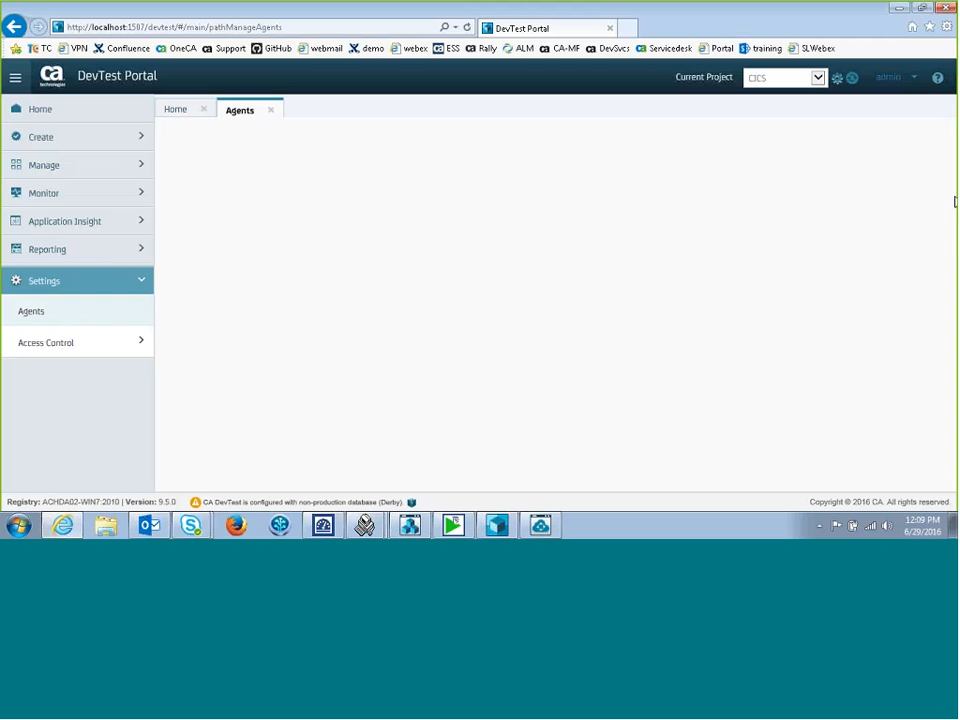 http://localhost:1507/devtest/#/main/pathManageAgents
DevTest Portal
TC VPN Confluence OneCA Support GitHub webmail demo webex ESS Rally ALM CA-MF DevSvcs Servicedesk Portal training SLWebex
ca technologies DevTest Portal Current Project CICS admin
Home
Create
Manage
Monitor
Application Insight
Reporting
Settings
Agents
Access Control
Home Agents
Registry: ACHDA02-WIN7:2010 | Version: 9.5.0 CA DevTest is configured with non-production database (Derby). Copyright © 2016 CA. All rights reserved.
12:09 PM
6/29/2016